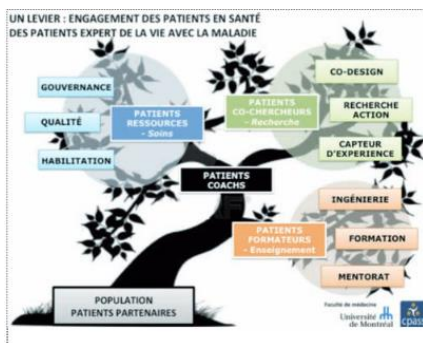 UN LEVIER : ENGAGEMENT DES PATIENTS EN SANTÉ
DES PATIENTS EXPERT DE LA VIE AVEC LA MALADIE
GOUVERNANCE
QUALITÉ
HABILITATION
PATIENTS
RESSOURCES
- Soins
PATIENTS
CO-CHERCHEURS
- Recherche
CO-DESIGN
RECHERCHE
ACTION
CAPTEUR
D'EXPERIENCE
PATIENTS
COACHS
PATIENTS
FORMATEURS
- Enseignement
INGÉNIERIE
FORMATION
MENTORAT
POPULATION
PATIENTS PARTENAIRES
Faculté de médecine
Université
de Montréal
cpass